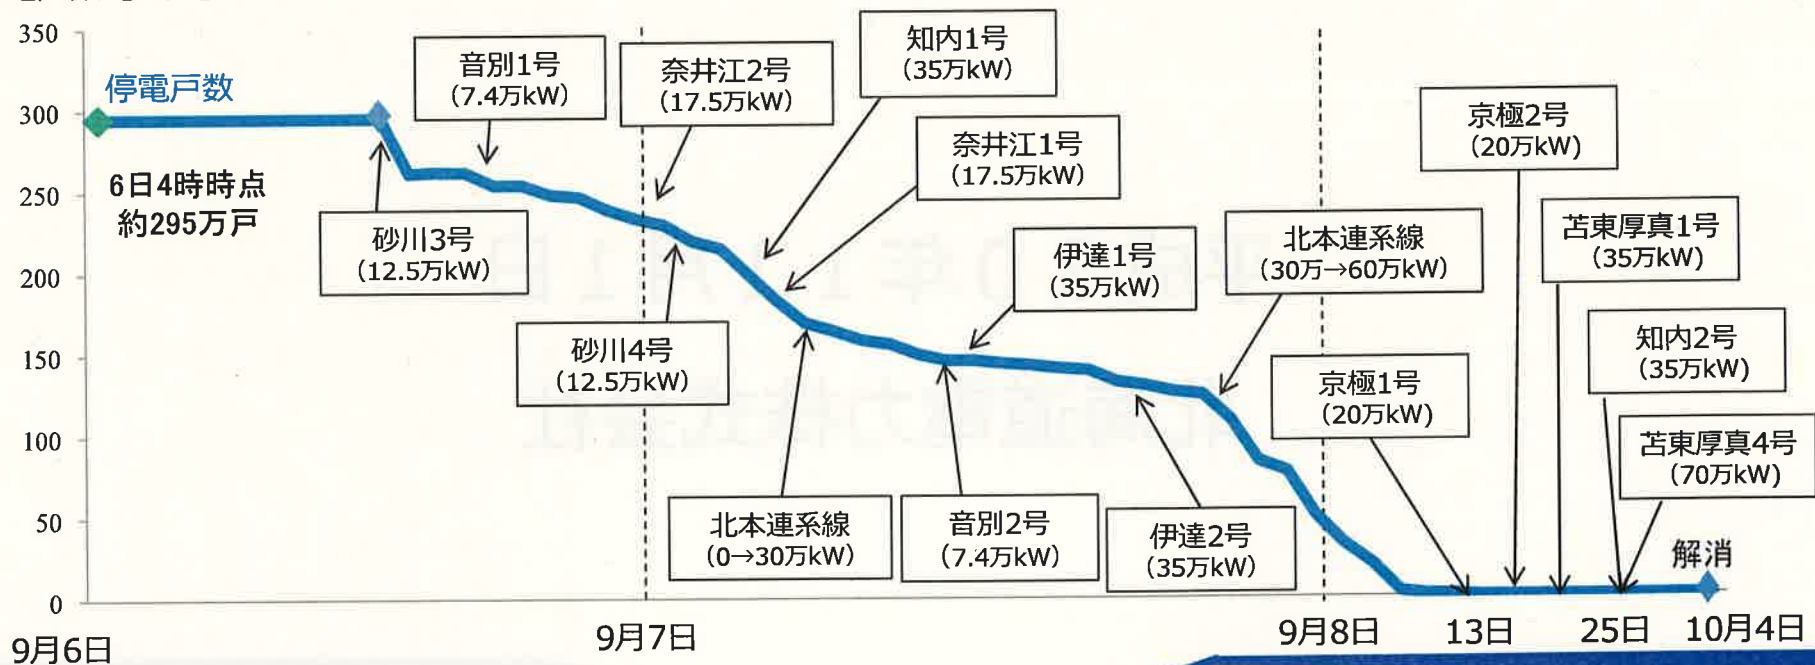 350
300
250
200
150
100
50
0
停電戸数
6日4時時点
約295万戸
砂川3号
(12.5万kW)
音別1号
(7.4万kW)
奈井江2号
(17.5万kW)
砂川4号
(12.5万kW)
知内1号
(35万kW)
奈井江1号
(17.5万kW)
北本連系線
(0→30万kW)
音別2号
(7.4万kW)
伊達1号
(35万kW)
伊達2号
(35万kW)
北本連系線
(30万→60万kW)
京極1号
(20万kW)
京極2号
(20万kW)
苫東厚真1号
(35万kW)
知内2号
(35万kW)
苫東厚真4号
(70万kW)
解消
9月6日
9月7日
9月8日
13日
25日
10月4日